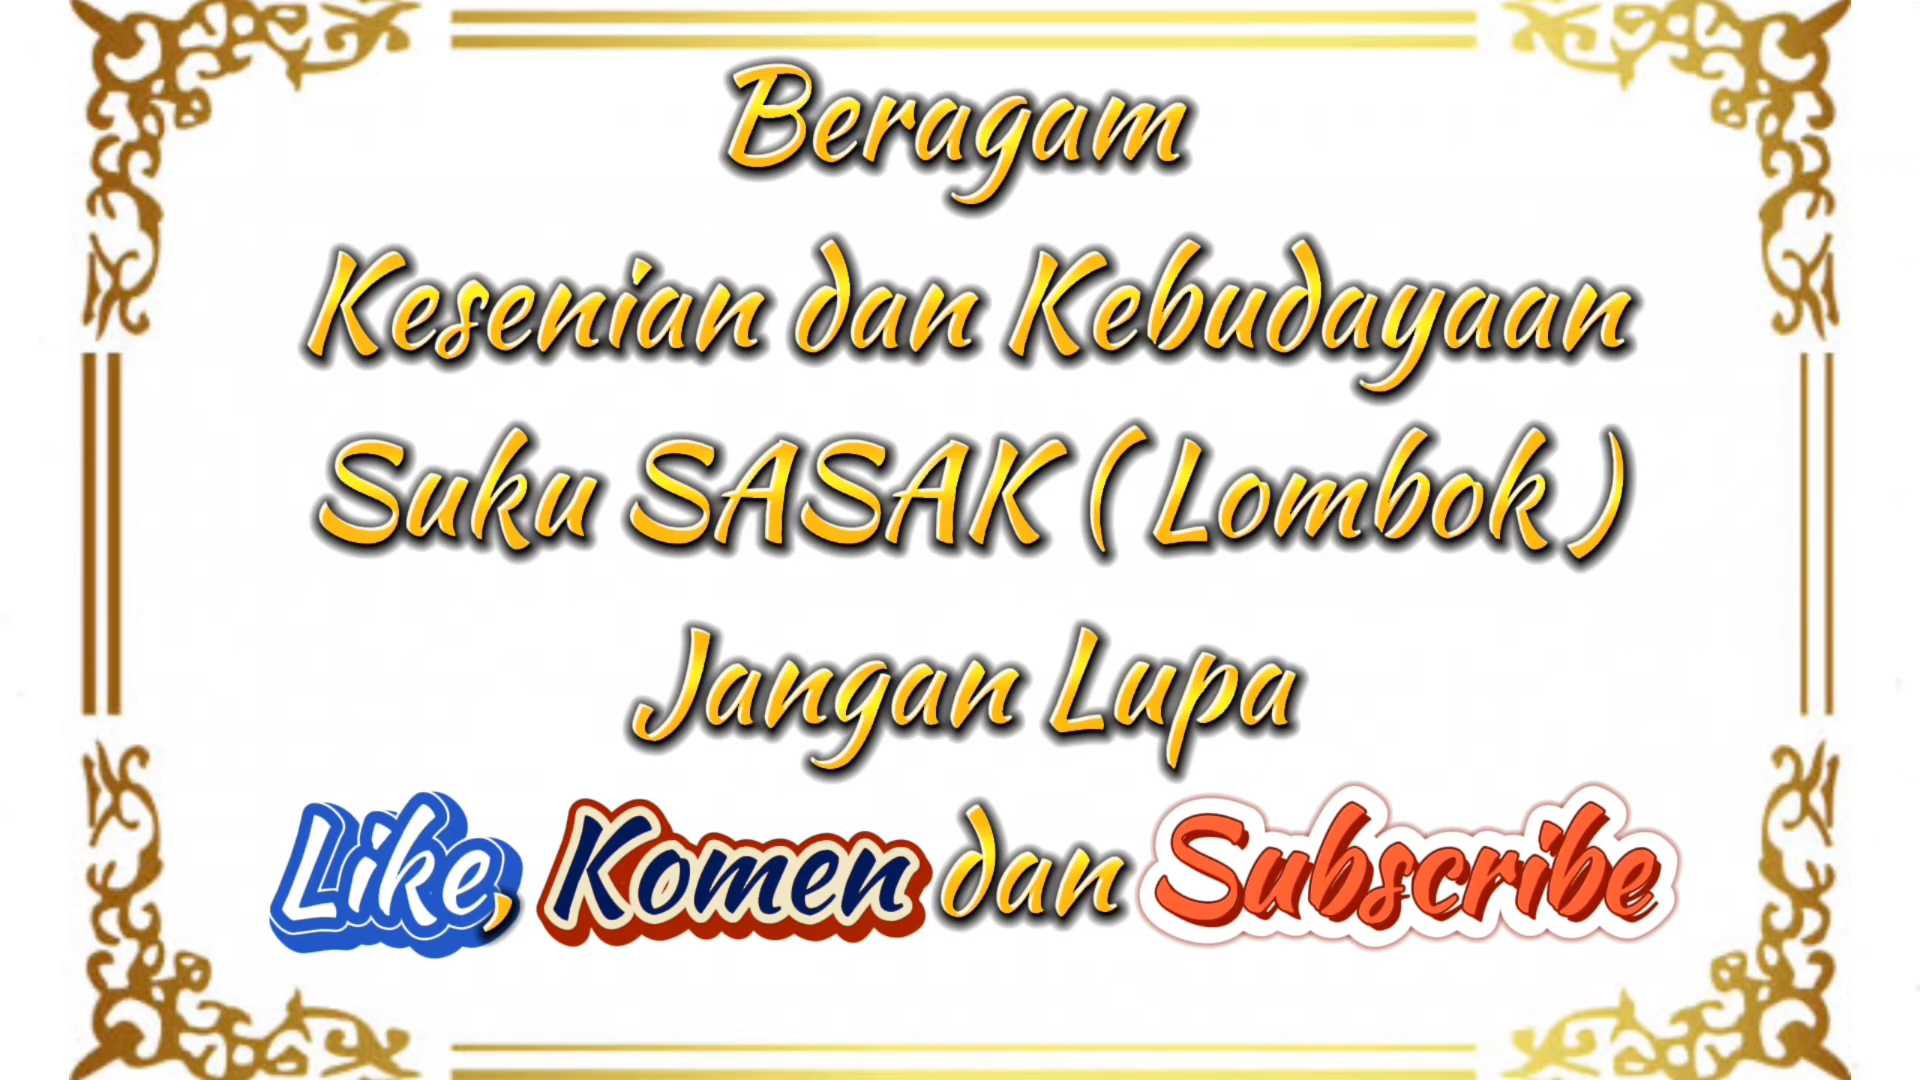 Beragam
Kesenian dan Kebudayaan
Suku SASAK ( Lombok )
Jangan Lupa
Like, Komen dan Subscribe